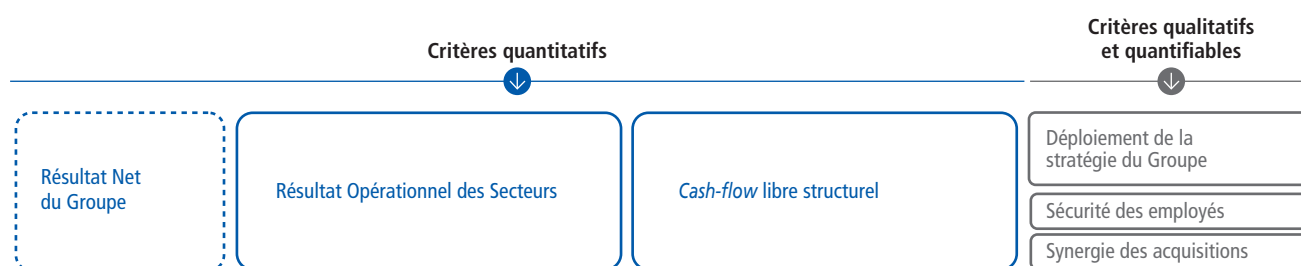 Critères quantitatifs
Critères qualitatifs
et quantifiables
Résultat Net
du Groupe
Résultat Opérationnel des Secteurs
Cash-flow libre structurel
Déploiement de la
stratégie du Groupe
Sécurité des employés
Synergie des acquisitions